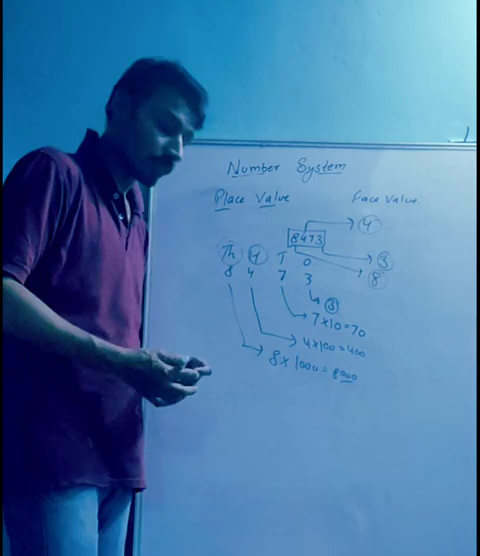 Number System
Place Value Face Value
4
8473
Th H T O 3
8 4 7 3 8
3
7×10=70
4×100=400
8×1000=8000